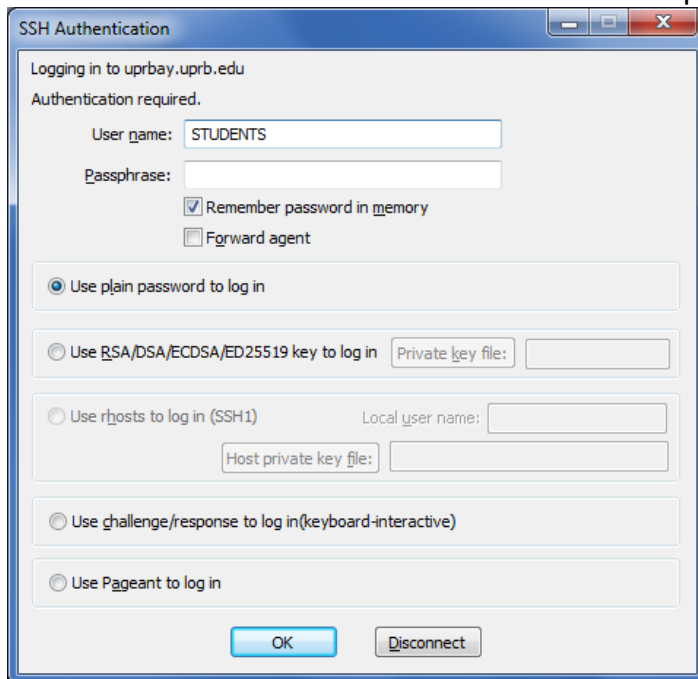 SSH Authentication
Logging in to uprbay.uprb.edu
Authentication required.
User name: STUDENTS
Passphrase:
Remember password in memory
Forward agent
Use plain password to log in
Use RSA/DSA/ECDSA/ED25519 key to log in Private key file:
Use rhosts to log in (SSH1) Local user name:
Host private key file:
Use challenge/response to log in(keyboard-interactive)
Use Pageant to log in
OK Disconnect